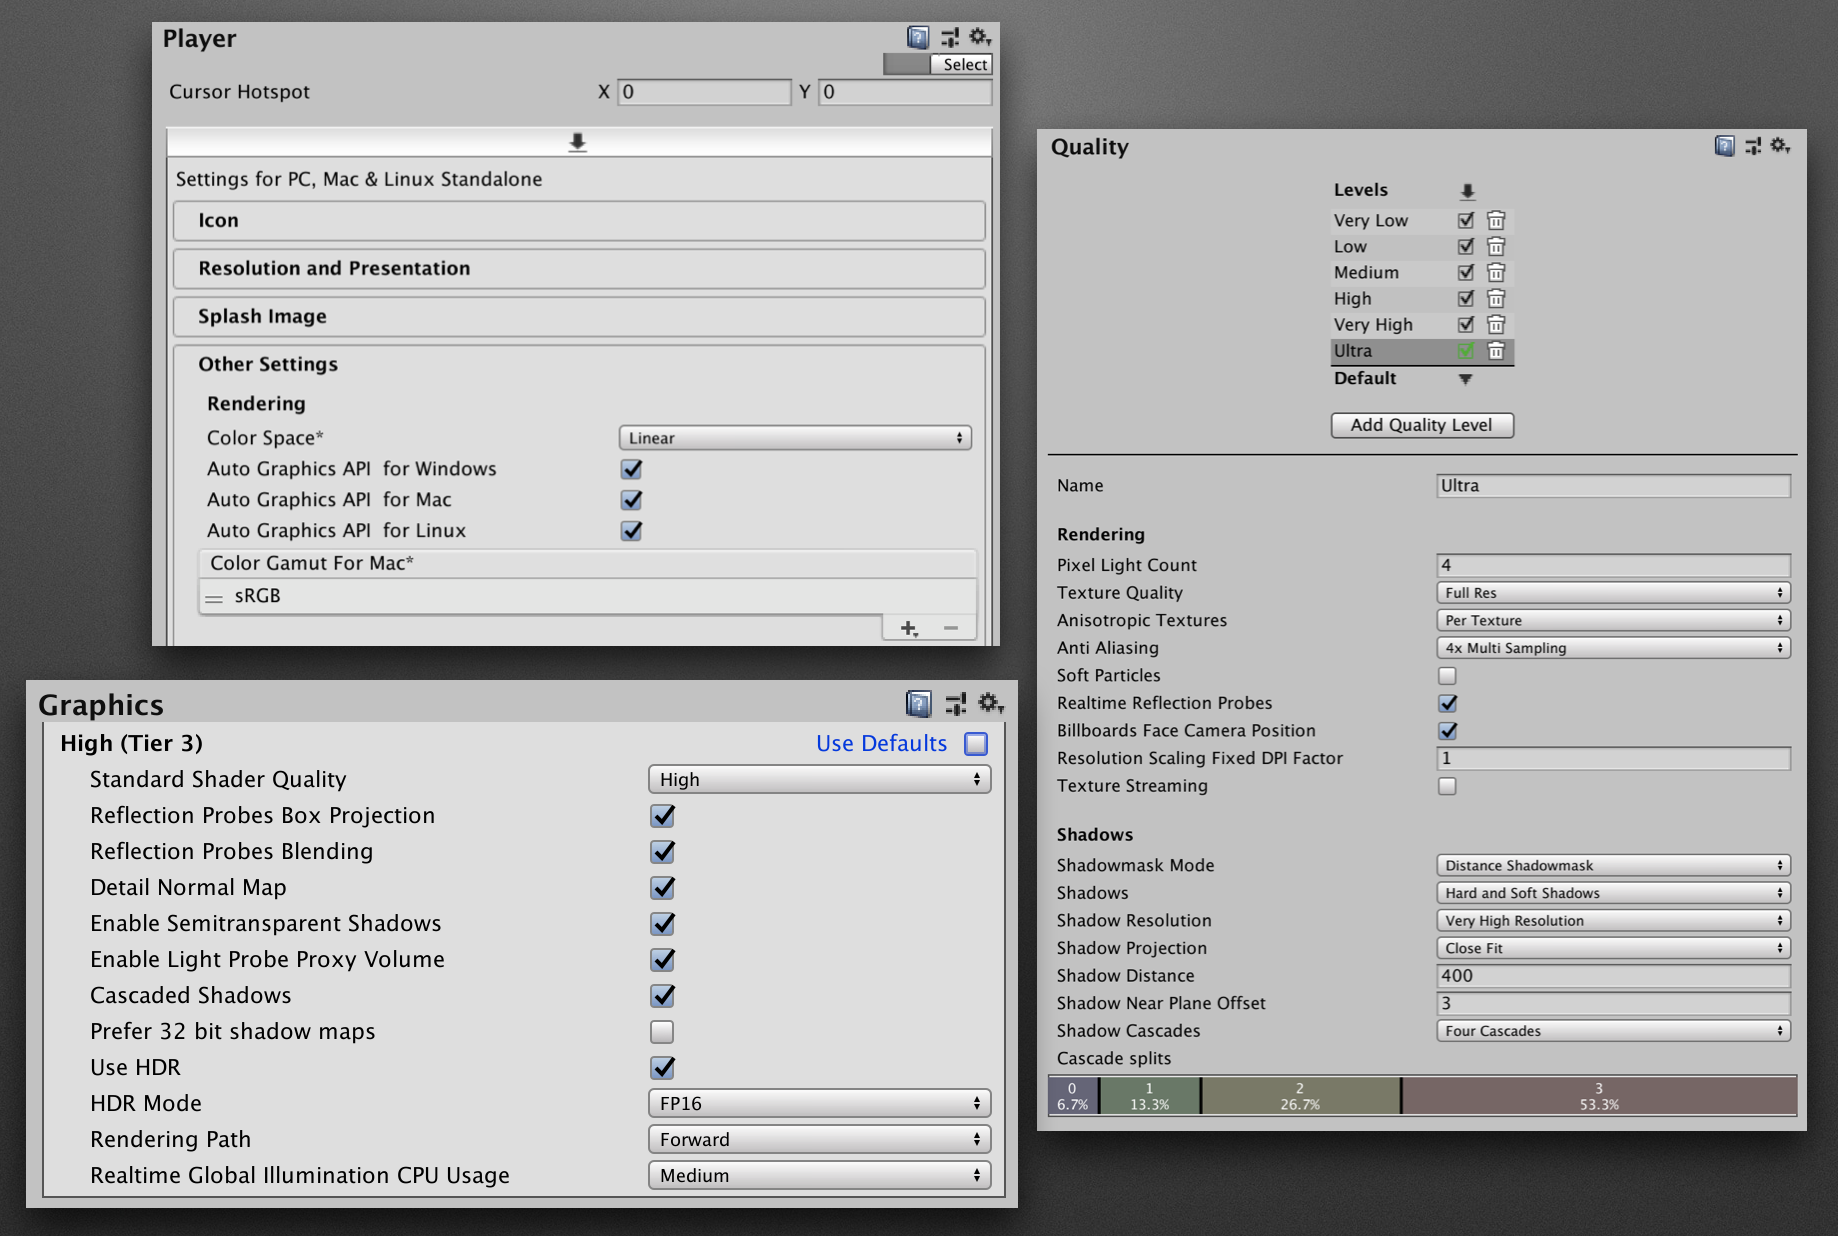 Player
Select
Cursor Hotspot X 0 Y 0
Settings for PC, Mac & Linux Standalone
Icon
Resolution and Presentation
Splash Image
Other Settings
Rendering
Color Space* Linear
Auto Graphics API  for Windows
Auto Graphics API  for Mac
Auto Graphics API  for Linux
Color Gamut For Mac*
sRGB
Graphics
High (Tier 3) Use Defaults
Standard Shader Quality High
Reflection Probes Box Projection
Reflection Probes Blending
Detail Normal Map
Enable Semitransparent Shadows
Enable Light Probe Proxy Volume
Cascaded Shadows
Prefer 32 bit shadow maps
Use HDR
HDR Mode FP16
Rendering Path Forward
Realtime Global Illumination CPU Usage Medium
Quality
Levels
Very Low
Low
Medium
High
Very High
Ultra
Default
Add Quality Level
Name Ultra
Rendering
Pixel Light Count 4
Texture Quality Full Res
Anisotropic Textures Per Texture
Anti Aliasing 4x Multi Sampling
Soft Particles
Realtime Reflection Probes
Billboards Face Camera Position
Resolution Scaling Fixed DPI Factor 1
Texture Streaming
Shadows
Shadowmask Mode Distance Shadowmask
Shadows Hard and Soft Shadows
Shadow Resolution Very High Resolution
Shadow Projection Close Fit
Shadow Distance 400
Shadow Near Plane Offset 3
Shadow Cascades Four Cascades
Cascade splits
0 1 2 3
6.7% 13.3% 26.7% 53.3%